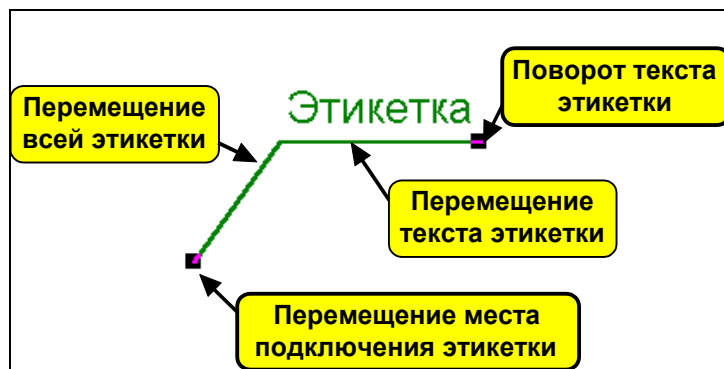 Поворот текста
этикетки
Этикетка
Перемещение
всей этикетки
Перемещение
текста этикетки
Перемещение места
подключения этикетки